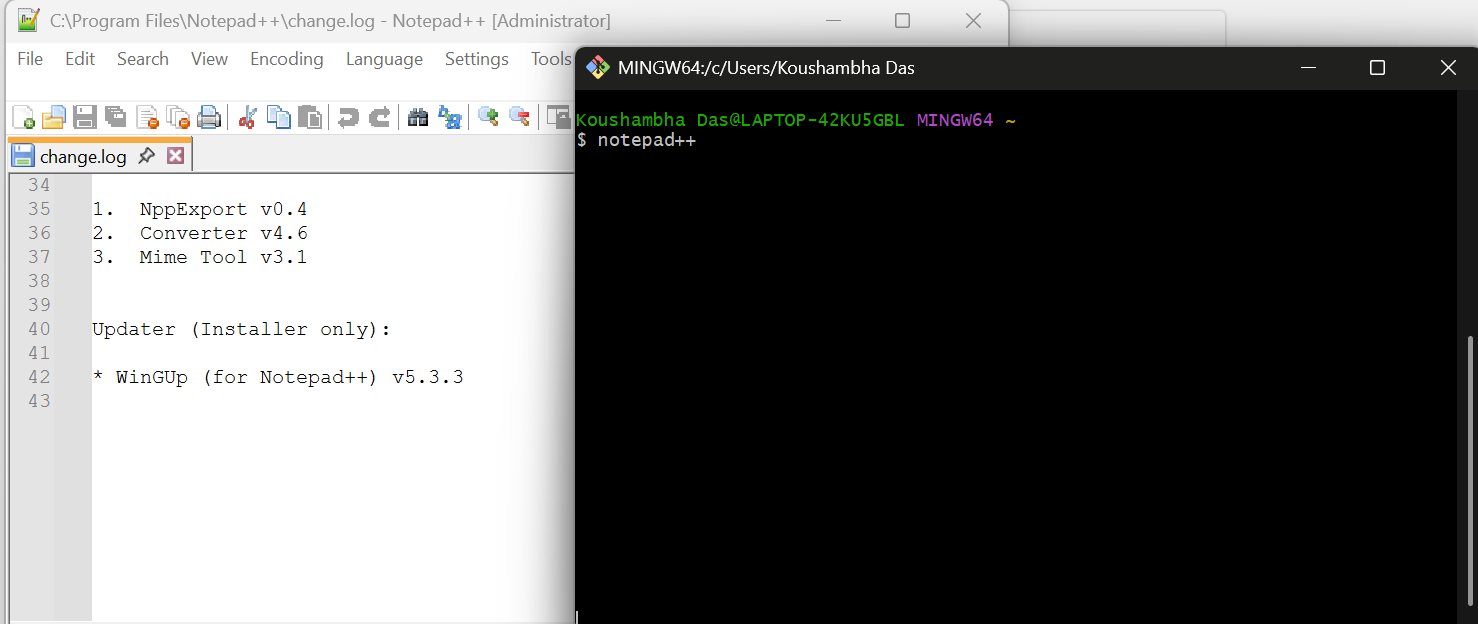 C:\Program Files\Notepad++\change.log - Notepad++ [Administrator]
File Edit Search View Encoding Language Settings Tools
change.log
34
35 1. NppExport v0.4
36 2. Converter v4.6
37 3. Mime Tool v3.1
38
39
40 Updater (Installer only):
41
42 * WinGUp (for Notepad++) v5.3.3
43
MINGW64:/c/Users/Koushambha Das
Koushambha Das@LAPTOP-42KU5GBL MINGW64 ~
$ notepad++